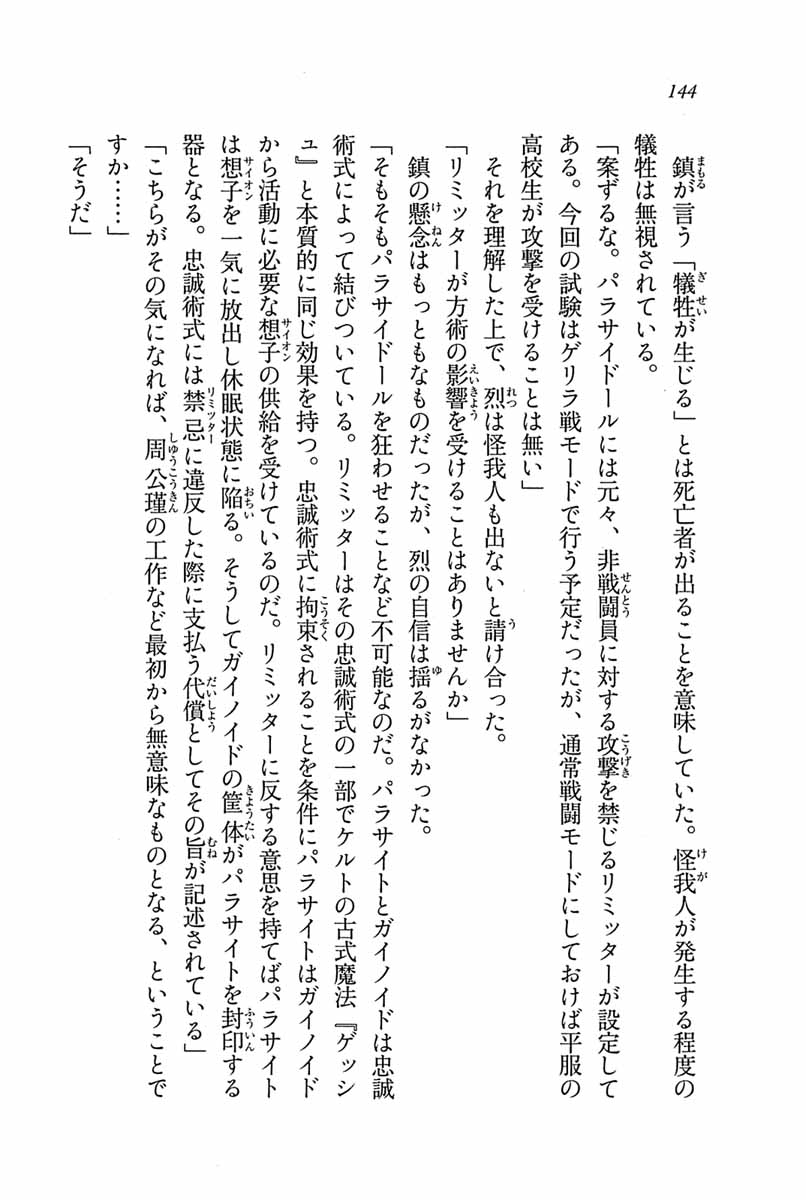 144
鎮が言う「犠牲が生じる」とは死亡者が出ることを意味していた。怪我人が発生する程度の
犠牲は無視されている。
「案ずるな。パラサイドールには元々、非戦闘員に対する攻撃を禁じるリミッターが設定して
ある。今回の試験はゲリラ戦モードで行う予定だったが、通常戦闘モードにしておけば平服の
高校生が攻撃を受けることは無い」
それを理解した上で、烈は怪我人も出ないと請け合った。
「リミッターが方術の影響を受けることはありませんか」
鎮の懸念はもっともなものだったが、烈の自信は揺るがなかった。
「そもそもパラサイドールを狂わせることなど不可能なのだ。パラサイトとガイノイドは忠誠
術式によって結びついている。リミッターはその忠誠術式の一部でケルトの古式魔法『ゲッシ
ュ』と本質的に同じ効果を持つ。忠誠術式に拘束されることを条件にパラサイトはガイノイド
から活動に必要な想子の供給を受けているのだ。リミッターに反する意思を持てばパラサイト
は想子を一気に放出し休眠状態に陥る。そうしてガイノイドの筐体がパラサイトを封印する
器となる。忠誠術式には禁忌に違反した際に支払う代償としてその旨が記述されている」
「こちらがその気になれば、周公瑾の工作など最初から無意味なものとなる、ということで
すか……」
「そうだ」